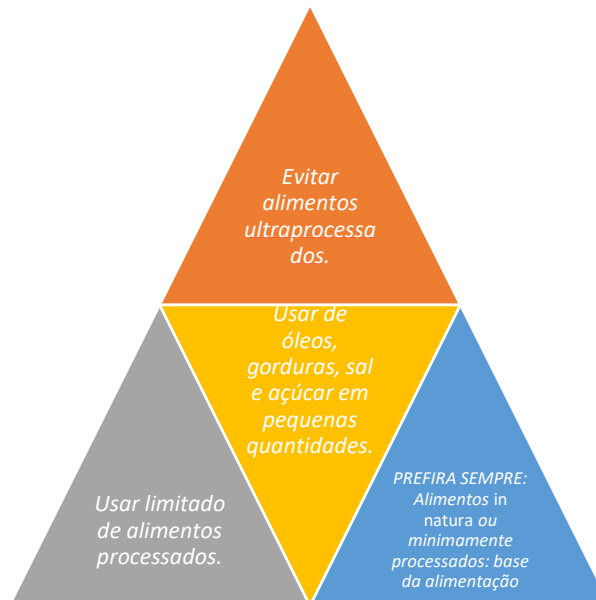 Evitar
alimentos
ultraprocessa
dos.
Usar de
óleos,
gorduras, sal
e açúcar em
pequenas
quantidades.
Usar limitado
de alimentos
processados.
PREFIRA SEMPRE:
Alimentos in
natura ou
minimamente
processados: base
da alimentação